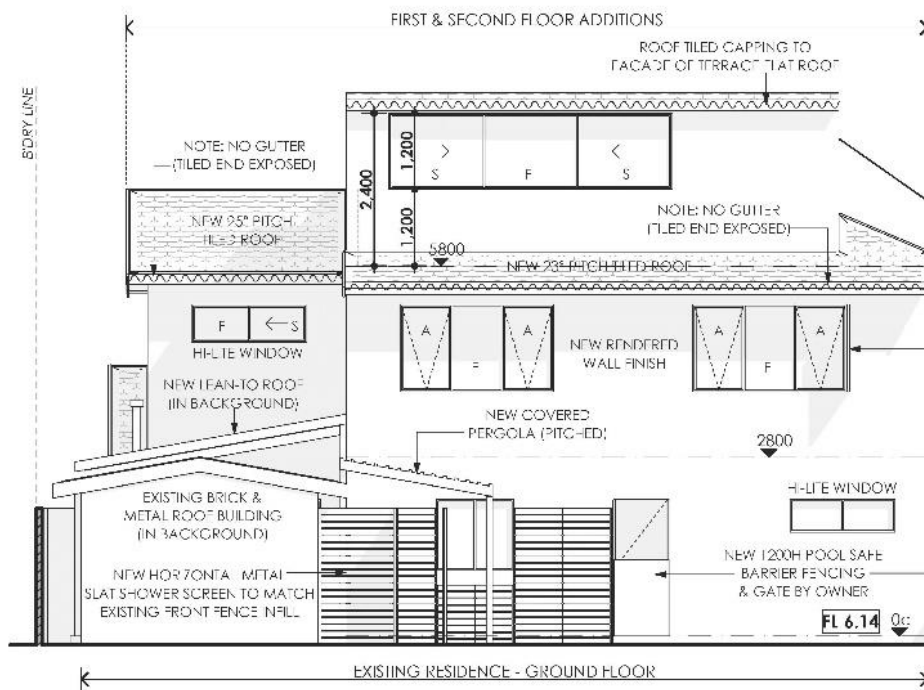 FIRST & SECOND FLOOR ADDITIONS
ROOF TILED CAPPING TO
FACADE OF TERRACE FLAT ROOF
B'DRY LINE
NOTE: NO GUTTER
(TILED END EXPOSED)
2,400
1,200
1,200
S
F
S
NEW 25° PITCH
TILED ROOF
NOTE: NO GUTTER
(TILED END EXPOSED)
5800
NEW 23° PITCH TILED ROOF
F
S
HI-LITE WINDOW
A
F
A
NEW RENDERED
WALL FINISH
A
F
A
NEW LEAN-TO ROOF
(IN BACKGROUND)
NEW COVERED
PERGOLA (PITCHED)
2800
EXISTING BRICK &
METAL ROOF BUILDING
(IN BACKGROUND)
HI-LITE WINDOW
NEW HORIZONTAL METAL
SLAT SHOWER SCREEN TO MATCH
EXISTING FRONT FENCE INFILL
NEW 1200H POOL SAFE
BARRIER FENCING
& GATE BY OWNER
FL 6.14
EXISTING RESIDENCE - GROUND FLOOR